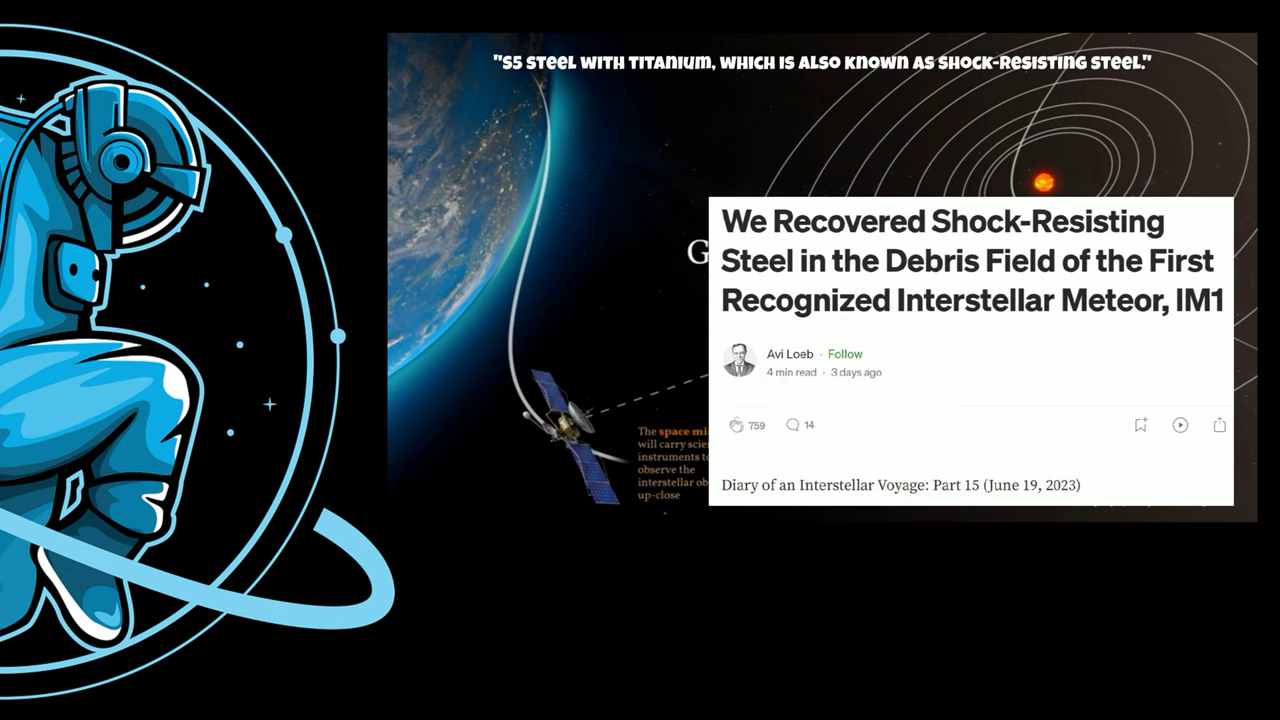 "S5 STEEL WITH TITANIUM, WHICH IS ALSO KNOWN AS SHOCK-RESISTING STEEL."
G
We Recovered Shock-Resisting
Steel in the Debris Field of the First
Recognized Interstellar Meteor, IM1
Avi Loeb · Follow
4 min read · 3 days ago
759 14
The space mi
will carry scie
instruments to
observe the
interstellar ob
up-close
Diary of an Interstellar Voyage: Part 15 (June 19, 2023)